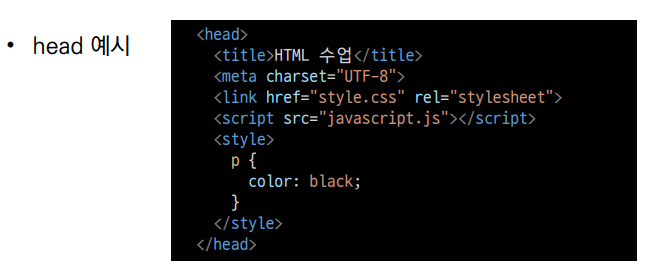 • head 예시
<head>
<title>HTML 수업</title>
<meta charset="UTF-8">
<link href="style.css" rel="stylesheet">
<script src="javascript.js"></script>
<style>
p {
color: black;
}
</style>
</head>